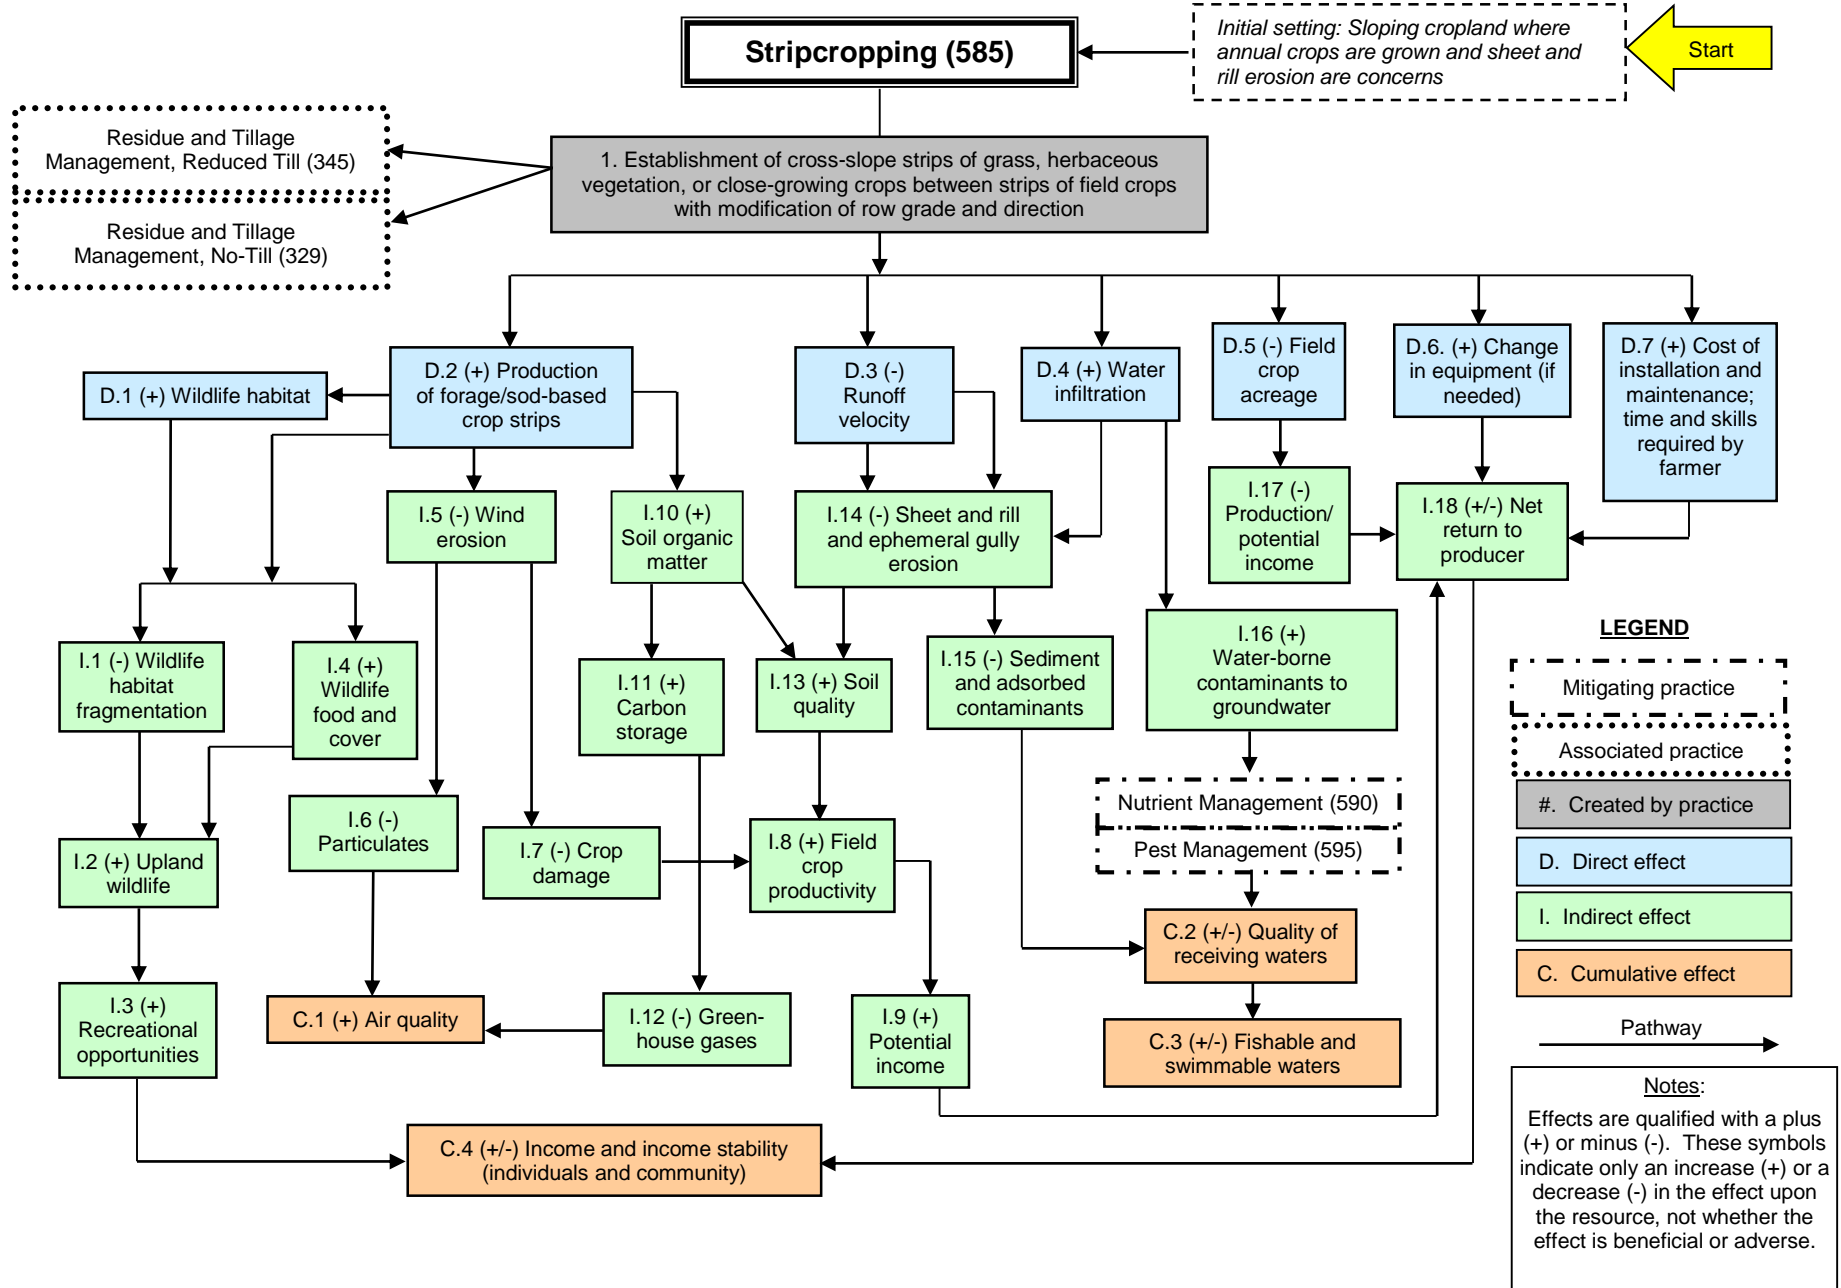 Stripcropping (585)
Initial setting: Sloping cropland where
annual crops are grown and sheet and
rill erosion are concerns
Start
Residue and Tillage
Management, Reduced Till (345)
Residue and Tillage
Management, No-Till (329)
1. Establishment of cross-slope strips of grass, herbaceous
vegetation, or close-growing crops between strips of field crops
with modification of row grade and direction
D.1 (+) Wildlife habitat
D.2 (+) Production
of forage/sod-based
crop strips
D.3 (-)
Runoff
velocity
D.4 (+) Water
infiltration
D.5 (-) Field
crop
acreage
D.6. (+) Change
in equipment (if
needed)
D.7 (+) Cost of
installation and
maintenance;
time and skills
required by
farmer
I.5 (-) Wind
erosion
I.10 (+)
Soil organic
matter
I.14 (-) Sheet and rill
and ephemeral gully
erosion
I.17 (-)
Production/
potential
income
I.18 (+/-) Net
return to
producer
I.1 (-) Wildlife
habitat
fragmentation
I.4 (+)
Wildlife
food and
cover
I.11 (+)
Carbon
storage
I.13 (+) Soil
quality
I.15 (-) Sediment
and adsorbed
contaminants
I.16 (+)
Water-borne
contaminants to
groundwater
I.2 (+) Upland
wildlife
I.6 (-)
Particulates
I.7 (-) Crop
damage
I.8 (+) Field
crop
productivity
Nutrient Management (590)
Pest Management (595)
C.2 (+/-) Quality of
receiving waters
I.3 (+)
Recreational
opportunities
C.1 (+) Air quality
I.12 (-) Green-
house gases
I.9 (+)
Potential
income
C.3 (+/-) Fishable and
swimmable waters
C.4 (+/-) Income and income stability
(individuals and community)
LEGEND
Mitigating practice
Associated practice
#. Created by practice
D. Direct effect
I. Indirect effect
C. Cumulative effect
Pathway
Notes:
Effects are qualified with a plus
(+) or minus (-). These symbols
indicate only an increase (+) or a
decrease (-) in the effect upon
the resource, not whether the
effect is beneficial or adverse.